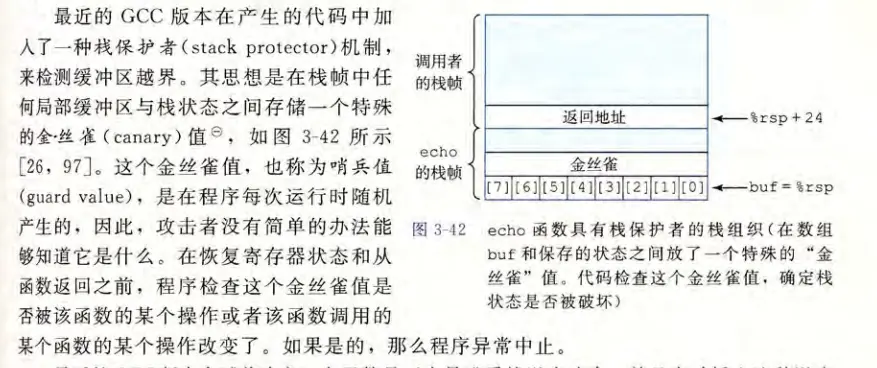 最近的 GCC 版本在产生的代码中加
入了一种栈保护者(stack protector)机制,
来检测缓冲区越界。其思想是在栈帧中任
何局部缓冲区与栈状态之间存储一个特殊
的金丝雀(canary)值㊀,如图 3-42 所示
[26, 97]。这个金丝雀值,也称为哨兵值
(guard value),是在程序每次运行时随机
产生的,因此,攻击者没有简单的办法能
够知道它是什么。在恢复寄存器状态和从
函数返回之前,程序检查这个金丝雀值是
否被该函数的某个操作或者该函数调用的
某个函数的某个操作改变了。如果是的,那么程序异常中止。
调用者
的栈帧
返回地址
%rsp+24
echo
的栈帧
金丝雀
[7] [6] [5] [4] [3] [2] [1] [0]
buf = %rsp
图 3-42 echo 函数具有栈保护者的栈组织(在数组
buf 和保存的状态之间放了一个特殊的“金
丝雀”值。代码检查这个金丝雀值,确定栈
状态是否被破坏)